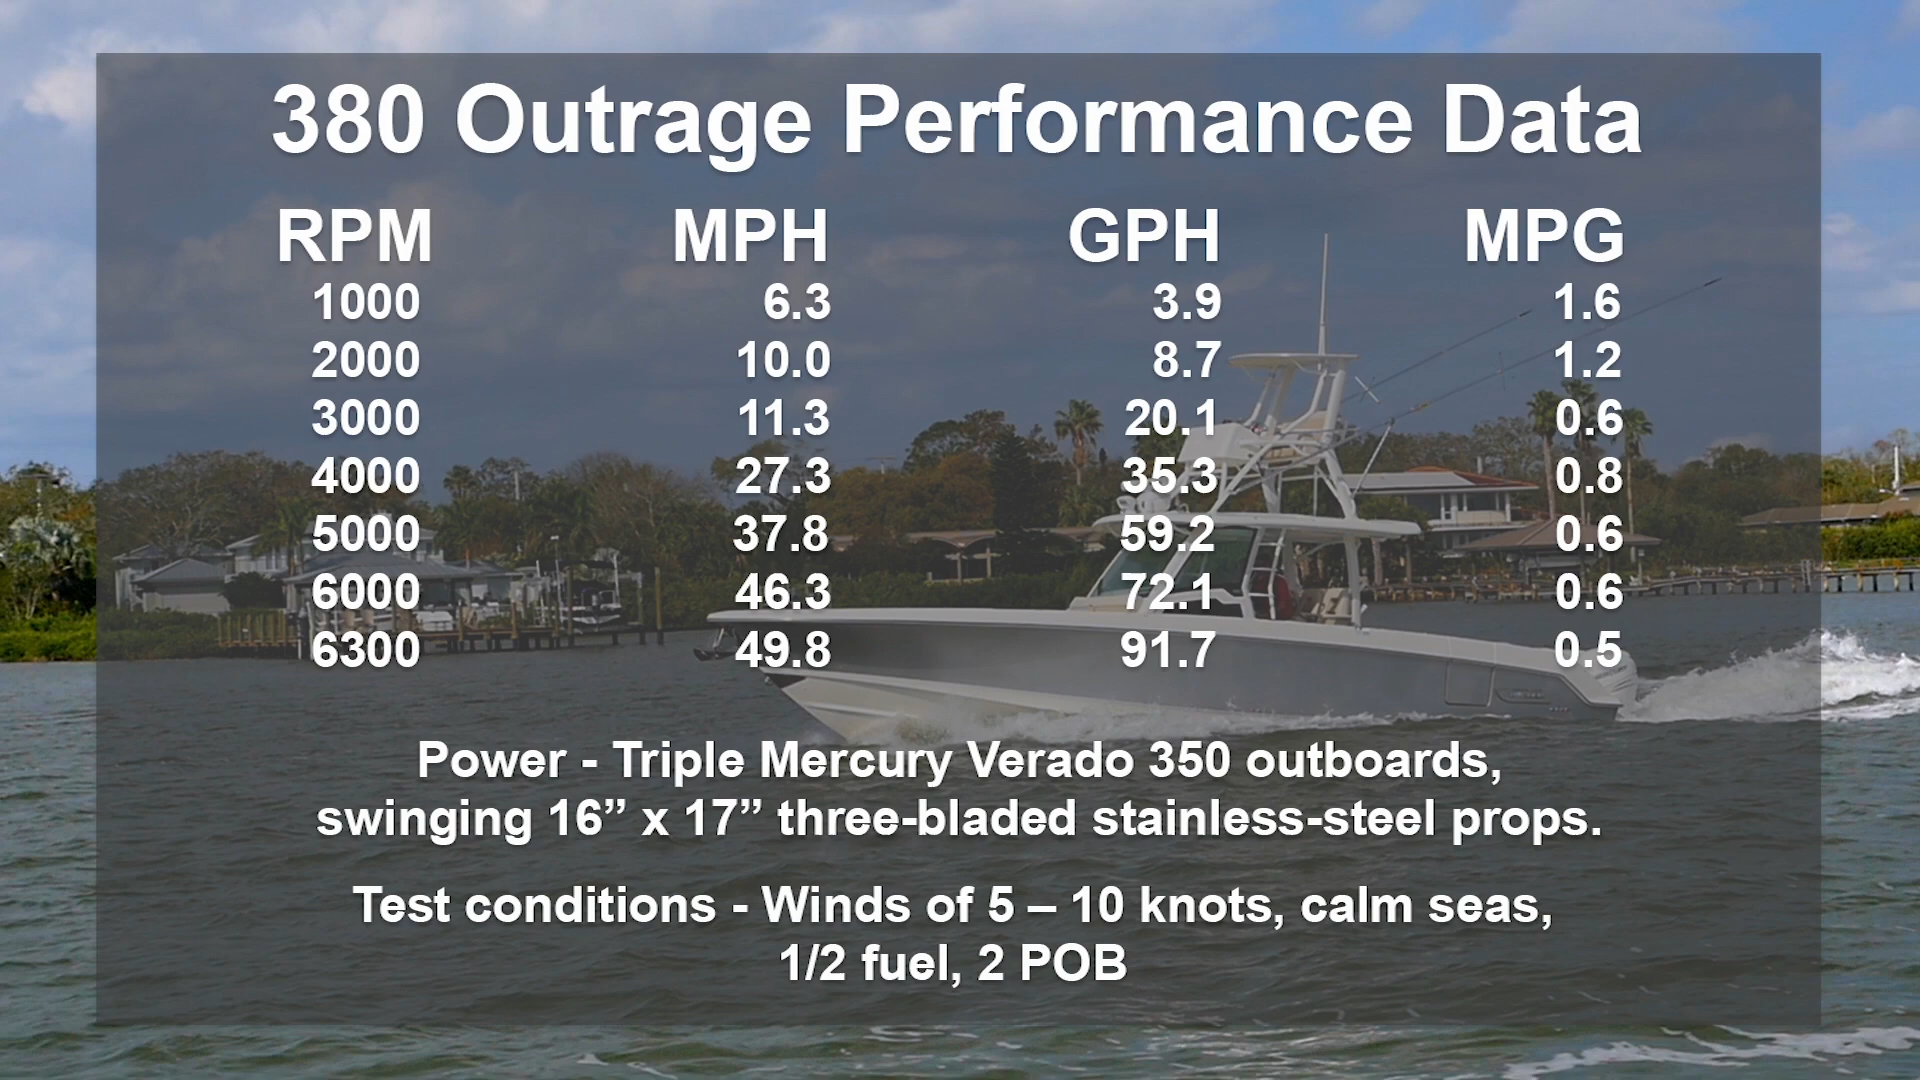 380 Outrage Performance Data
RPM MPH GPH MPG
1000 6.3 3.9 1.6
2000 10.0 8.7 1.2
3000 11.3 20.1 0.6
4000 27.3 35.3 0.8
5000 37.8 59.2 0.6
6000 46.3 72.1 0.6
6300 49.8 91.7 0.5
Power - Triple Mercury Verado 350 outboards,
swinging 16” x 17” three-bladed stainless-steel props.
Test conditions - Winds of 5 – 10 knots, calm seas,
1/2 fuel, 2 POB